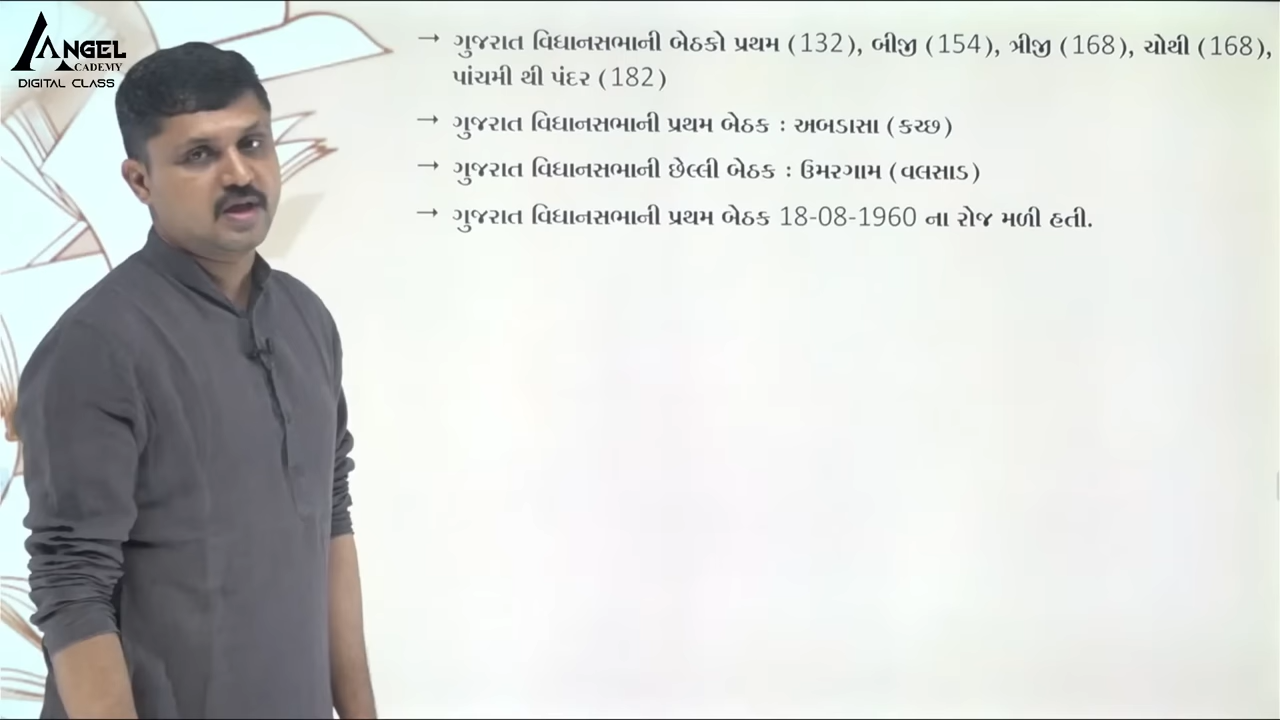 ANGEL
ACADEMY
DIGITAL CLASS
→ ગુજરાત વિધાનસભાની બેઠકો પ્રથમ (132), બીજી (154), ત્રીજી (168), ચોથી (168),
પાંચમી થી પંદર (182)
→ ગુજરાત વિધાનસભાની પ્રથમ બેઠક : અબડાસા (કચ્છ)
→ ગુજરાત વિધાનસભાની છેલ્લી બેઠક : ઉમરગામ (વલસાડ)
→ ગુજરાત વિધાનસભાની પ્રથમ બેઠક 18-08-1960 ના રોજ મળી હતી.